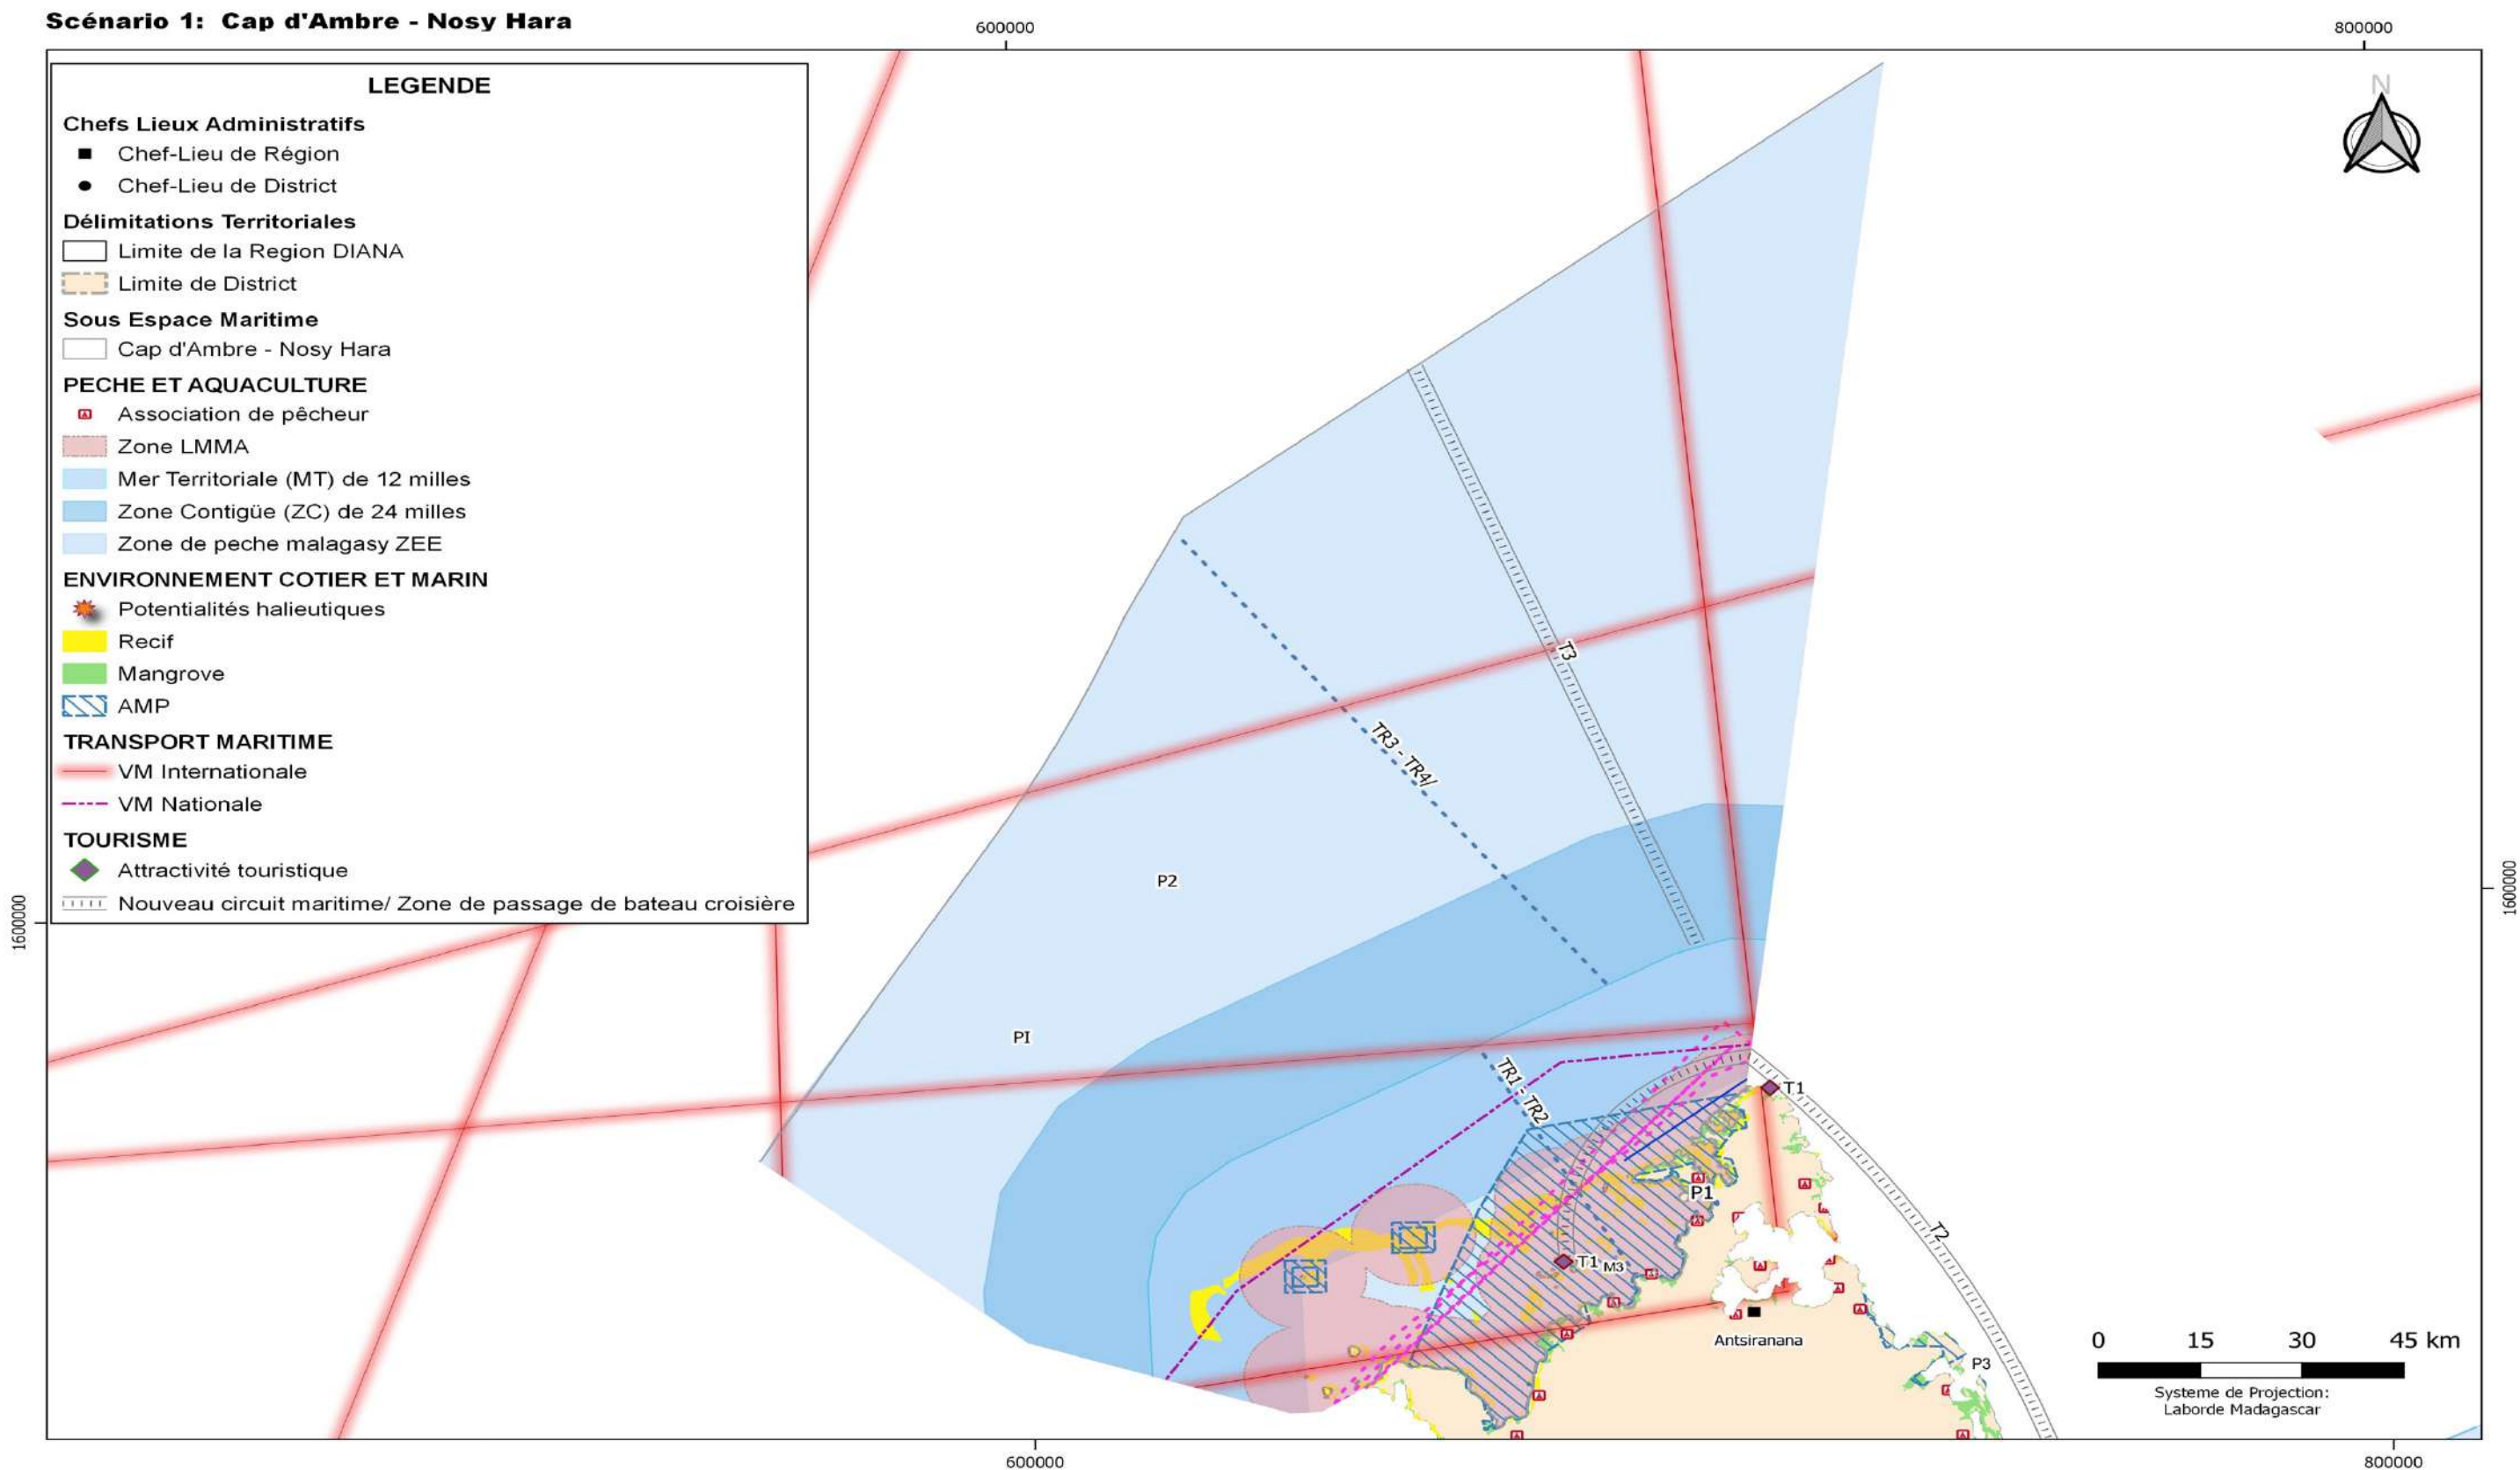 Scénario 1: Cap d'Ambre - Nosy Hara
600000
800000
LEGENDE
Chefs Lieux Administratifs
Chef-Lieu de Région
Chef-Lieu de District
Délimitations Territoriales
Limite de la Region DIANA
Limite de District
Sous Espace Maritime
Cap d'Ambre - Nosy Hara
PECHE ET AQUACULTURE
Association de pêcheur
Zone LMMA
Mer Territoriale (MT) de 12 milles
Zone Contigüe (ZC) de 24 milles
Zone de peche malagasy ZEE
ENVIRONNEMENT COTIER ET MARIN
Potentialités halieutiques
Recif
Mangrove
AMP
TRANSPORT MARITIME
VM Internationale
VM Nationale
TOURISME
Attractivité touristique
Nouveau circuit maritime/ Zone de passage de bateau croisière
N
T3
TR3 - TR4/
P2
1600000
1600000
PI
TR1 - TR2
T1
P1
T2
T1
M3
Antsiranana
P3
0 15 30 45 km
Systeme de Projection:
Laborde Madagascar
600000
800000